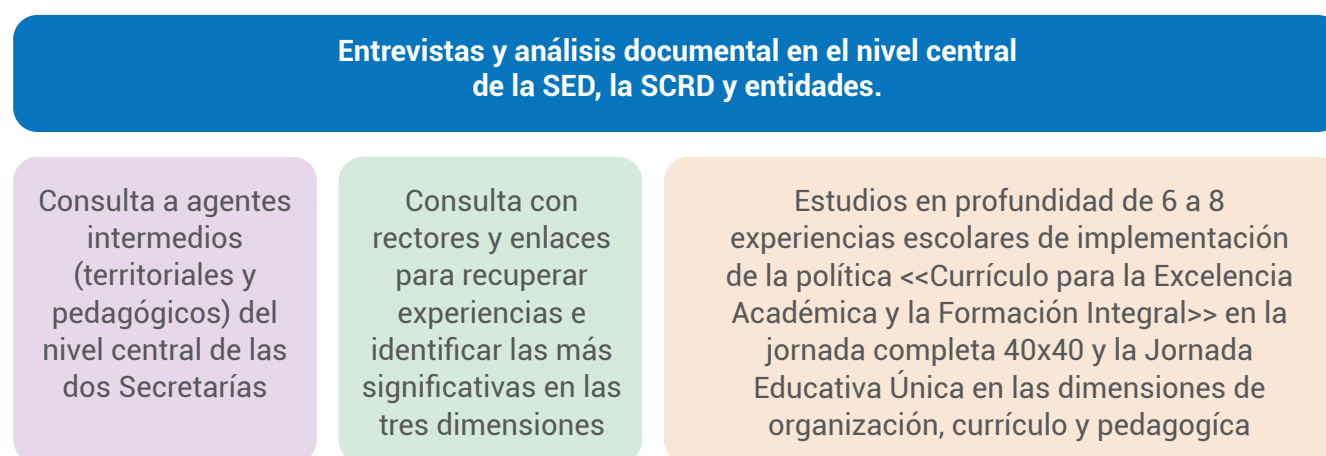 Entrevistas y análisis documental en el nivel central
de la SED, la SCRD y entidades.
Consulta a agentes
intermedios
(territoriales y
pedagógicos) del
nivel central de las
dos Secretarías
Consulta con
rectores y enlaces
para recuperar
experiencias e
identificar las más
significativas en las
tres dimensiones
Estudios en profundidad de 6 a 8
experiencias escolares de implementación
de la política <<Currículo para la Excelencia
Académica y la Formación Integral>> en la
jornada completa 40x40 y la Jornada
Educativa Única en las dimensiones de
organización, currículo y pedagogíca